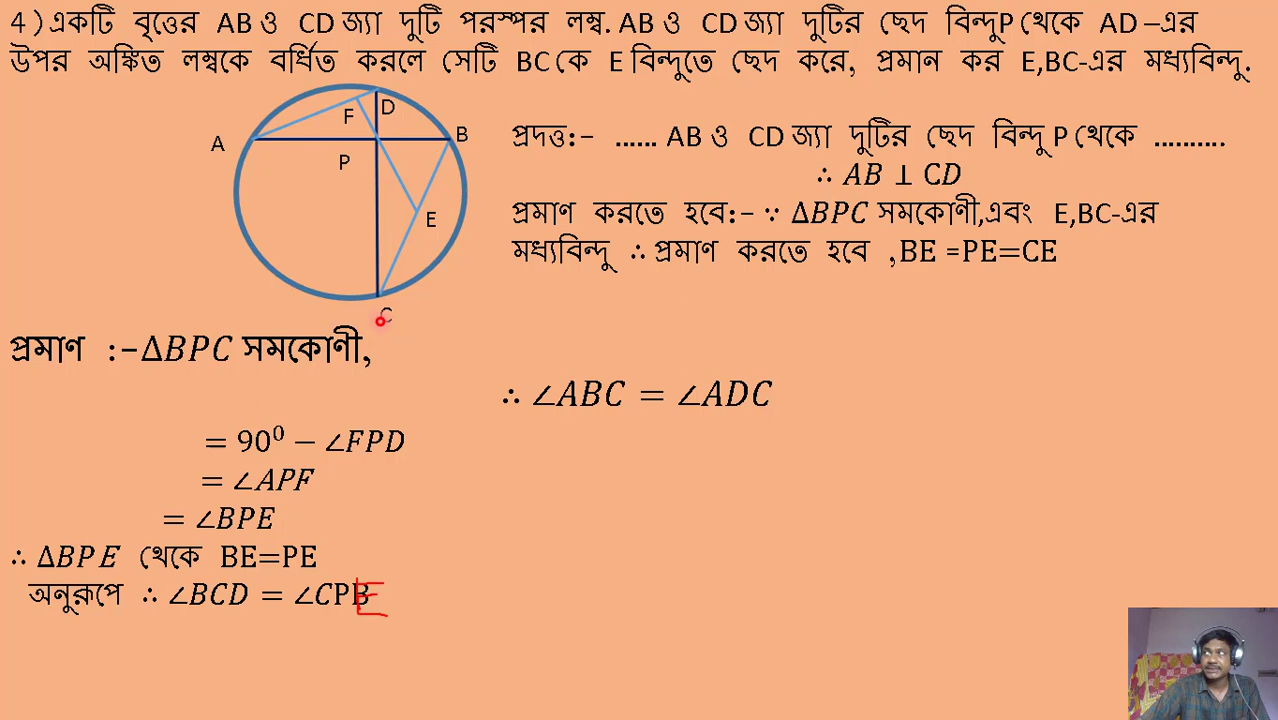 4)একটি বৃত্তের AB ও CD জ্যা দুটি পরস্পর লম্ব. AB ও CD জ্যা দুটির ছেদ বিন্দুP থেকে AD –এর
উপর অঙ্কিত লম্বকে বর্ধিত করলে সেটি BC কে E বিন্দুতে ছেদ করে, প্রমান কর E,BC-এর মধ্যবিন্দু.
F D
A B
P
E
C
প্রদত্ত:– ...... AB ও CD জ্যা দুটির ছেদ বিন্দু P থেকে ..........
∴ AB ⊥ CD
প্রমাণ করতে হবে:– ∵ ΔBPC সমকোণী,এবং E,BC-এর
মধ্যবিন্দু ∴ প্রমাণ করতে হবে ,BE =PE=CE
প্রমাণ :–ΔBPC সমকোণী,
∴ ∠ABC = ∠ADC
= 90⁰ − ∠FPD
= ∠APF
= ∠BPE
∴ ΔBPE থেকে BE=PE
অনুরূপে ∴ ∠BCD = ∠CPE